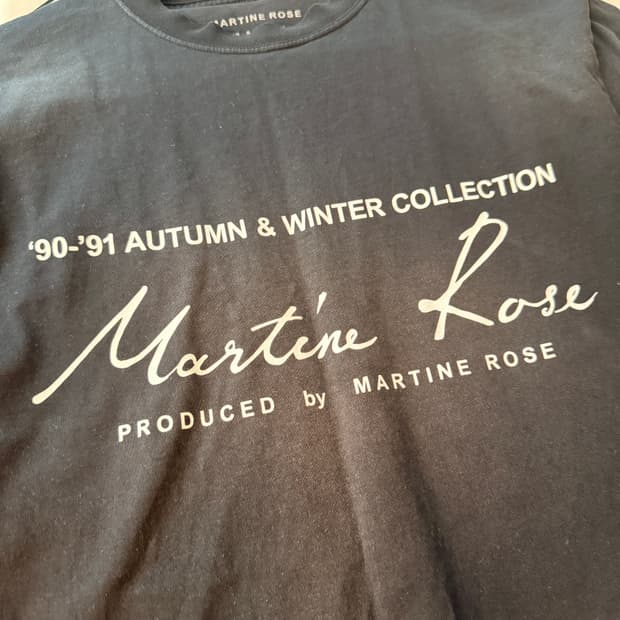 MARTINE ROSE
'90-'91 AUTUMN & WINTER COLLECTION
Martine Rose
PRODUCED by MARTINE ROSE